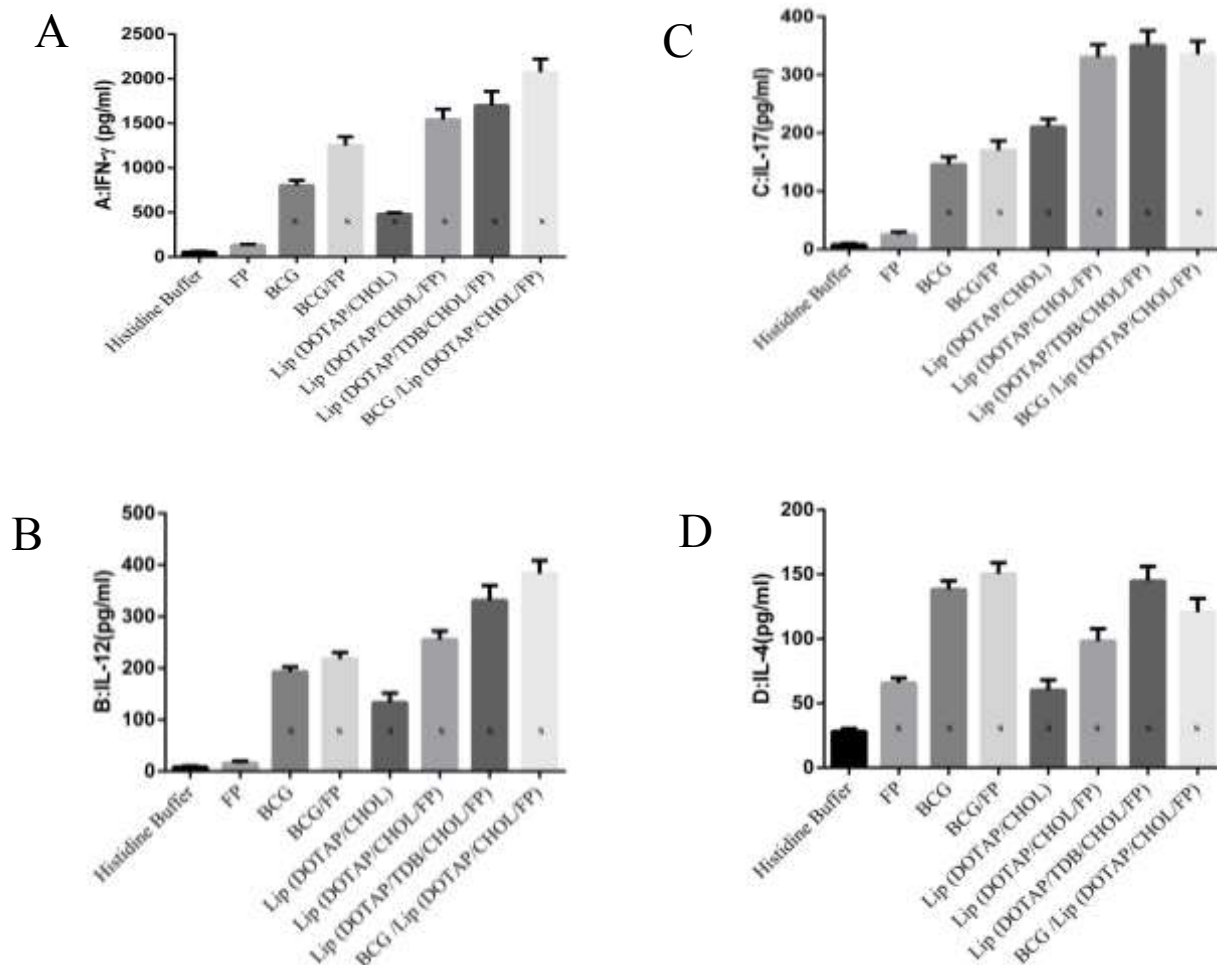 A
A:IFN-γ (pg/ml)
2500
2000
1500
1000
500
0
Histidine Buffer
FP
BCG
BCG/FP
Lip (DOTAP/CHOL)
Lip (DOTAP/CHOL/FP)
Lip (DOTAP/TDB/CHOL/FP)
BCG /Lip (DOTAP/CHOL/FP)
C
C:IL-17(pg/ml)
400
300
200
100
0
Histidine Buffer
FP
BCG
BCG/FP
Lip (DOTAP/CHOL)
Lip (DOTAP/CHOL/FP)
Lip (DOTAP/TDB/CHOL/FP)
BCG /Lip (DOTAP/CHOL/FP)
B
B:IL-12(pg/ml)
500
400
300
200
100
0
Histidine Buffer
FP
BCG
BCG/FP
Lip (DOTAP/CHOL)
Lip (DOTAP/CHOL/FP)
Lip (DOTAP/TDB/CHOL/FP)
BCG /Lip (DOTAP/CHOL/FP)
D
D:IL-4(pg/ml)
200
150
100
50
0
Histidine Buffer
FP
BCG
BCG/FP
Lip (DOTAP/CHOL)
Lip (DOTAP/CHOL/FP)
Lip (DOTAP/TDB/CHOL/FP)
BCG /Lip (DOTAP/CHOL/FP)